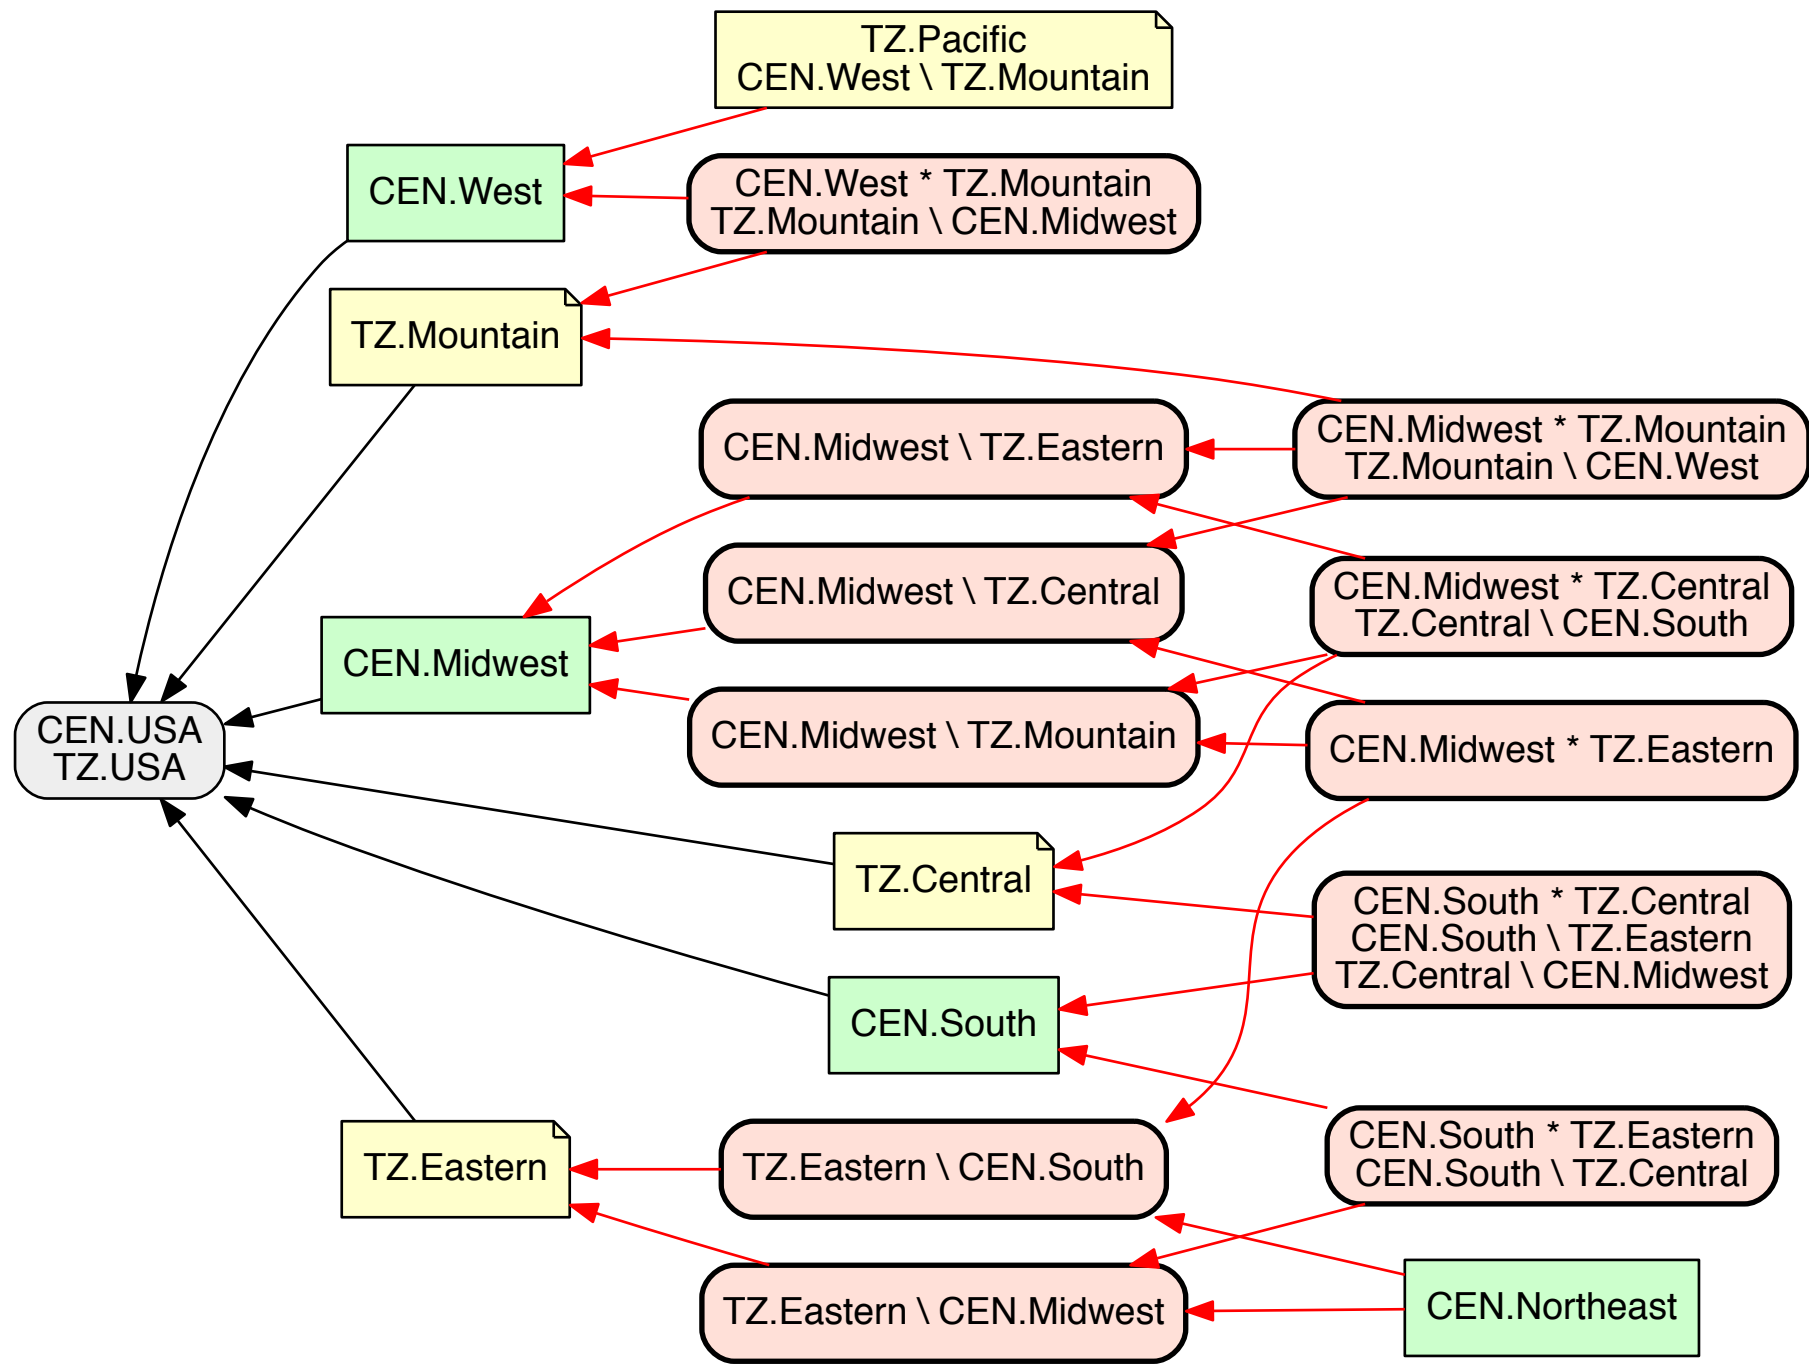 TZ.Pacific
CEN.West \ TZ.Mountain
CEN.West
CEN.West * TZ.Mountain
TZ.Mountain \ CEN.Midwest
TZ.Mountain
CEN.Midwest \ TZ.Eastern
CEN.Midwest * TZ.Mountain
TZ.Mountain \ CEN.West
CEN.Midwest \ TZ.Central
CEN.Midwest * TZ.Central
TZ.Central \ CEN.South
CEN.Midwest
CEN.USA
TZ.USA
CEN.Midwest \ TZ.Mountain
CEN.Midwest * TZ.Eastern
TZ.Central
CEN.South * TZ.Central
CEN.South \ TZ.Eastern
TZ.Central \ CEN.Midwest
CEN.South
TZ.Eastern
TZ.Eastern \ CEN.South
CEN.South * TZ.Eastern
CEN.South \ TZ.Central
TZ.Eastern \ CEN.Midwest
CEN.Northeast